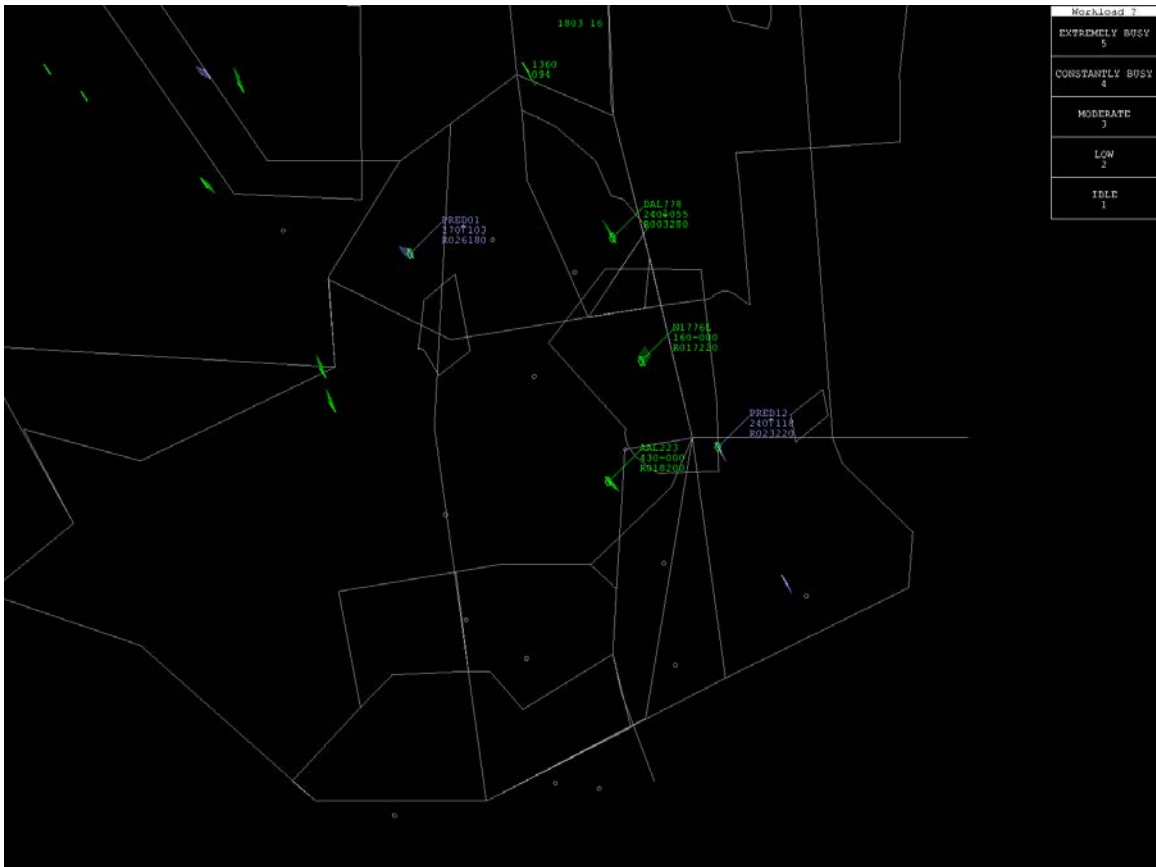 Workload ?
EXTREMELY BUSY
5
CONSTANTLY BUSY
4
MODERATE
3
LOW
2
IDLE
1
1803 16
1360
094
DAL778
240↓055
R003280
PRED01
270↑103
R026180
N1776L
160-000
R017220
PRED12
240↑118
R023220
AAL223
430-000
R018200